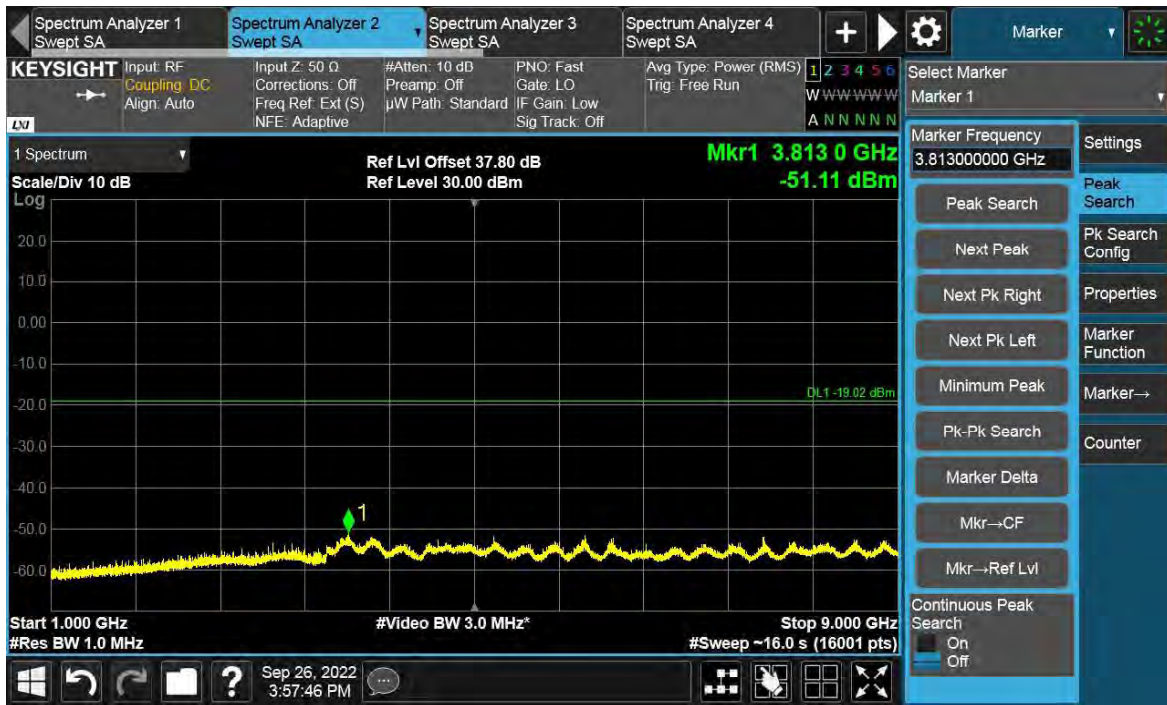 Spectrum Analyzer 1
Swept SA
Spectrum Analyzer 2
Swept SA
Spectrum Analyzer 3
Swept SA
Spectrum Analyzer 4
Swept SA
+
Marker
KEYSIGHT
LXI
Input: RF
Coupling: DC
Align: Auto
Input Z: 50 Ω
Corrections: Off
Freq Ref: Ext (S)
NFE: Adaptive
#Atten: 10 dB
Preamp: Off
µW Path: Standard
PNO: Fast
Gate: LO
IF Gain: Low
Sig Track: Off
Avg Type: Power (RMS)
Trig: Free Run
1 2 3 4 5 6
W W W W W W
A N N N N N
Select Marker
Marker 1
1 Spectrum
Scale/Div 10 dB
Log
Ref Lvl Offset 37.80 dB
Ref Level 30.00 dBm
Mkr1 3.813 0 GHz
-51.11 dBm
20.0
10.0
0.00
-10.0
-20.0
-30.0
-40.0
-50.0
-60.0
DL1 -19.02 dBm
1
Start 1.000 GHz
#Res BW 1.0 MHz
#Video BW 3.0 MHz*
Stop 9.000 GHz
#Sweep ~16.0 s (16001 pts)
Marker Frequency
3.813000000 GHz
Peak Search
Next Peak
Next Pk Right
Next Pk Left
Minimum Peak
Pk-Pk Search
Marker Delta
Mkr→CF
Mkr→Ref Lvl
Continuous Peak
Search
On
Off
Settings
Peak
Search
Pk Search
Config
Properties
Marker
Function
Marker→
Counter
?
Sep 26, 2022
3:57:46 PM